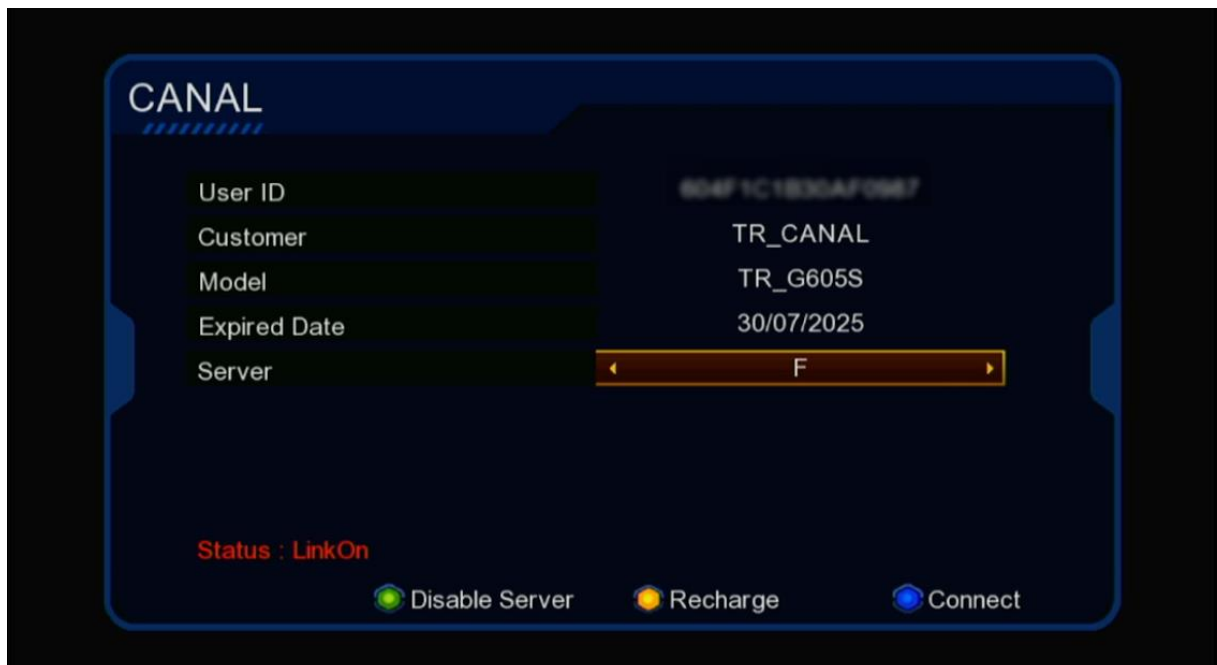 CANAL
User ID
Customer TR_CANAL
Model TR_G605S
Expired Date 30/07/2025
Server F
Status : LinkOn
Disable Server Recharge Connect